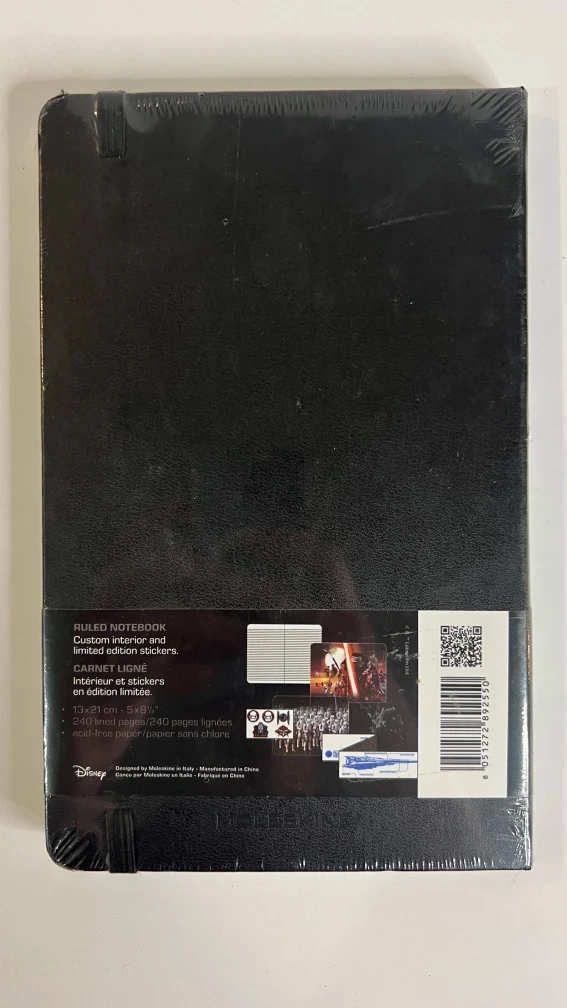 RULED NOTEBOOK
Custom interior and
limited edition stickers.
CARNET LIGNÉ
Intérieur et stickers
en édition limitée.
• 13x21 cm - 5x8¼"
• 240 lined pages/240 pages lignées
• acid-free paper/papier sans chlore
Disney
Designed by Moleskine in Italy - Manufactured in China
Conçu par Moleskine en Italie - Fabriqué en Chine
8 051272 892550
MOLESKINE